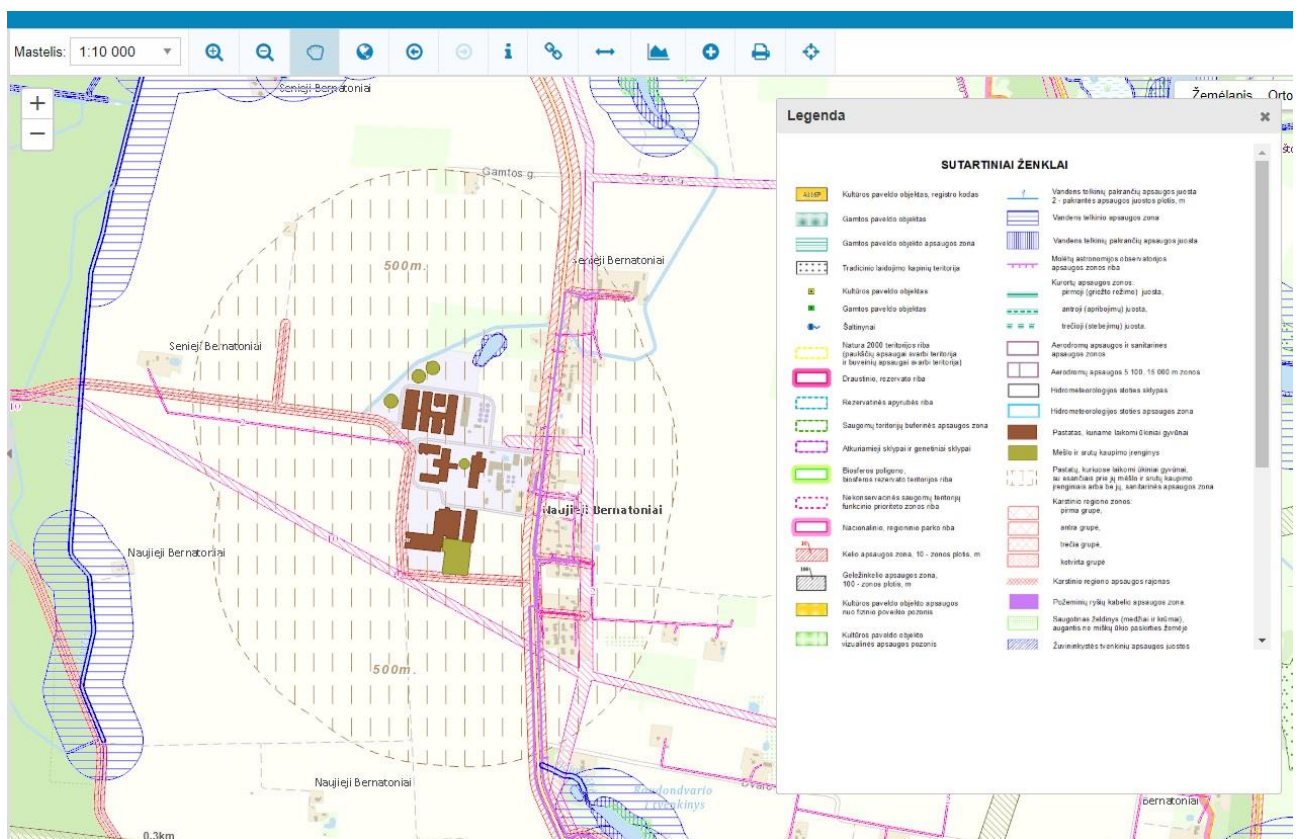 Mastelis: 1:10 000
Senieji Bernatoniai
Žemėlapis Orto
Legenda
SUTARTINIAI ŽENKLAI
Kultūros paveldo objektas, registro kodas
Gamtos paveldo objektas
Gamtos paveldo objekto apsaugos zona
Tradicinio laidojimo kapinių teritorija
Kultūros paveldo objektas
Gamtos paveldo objektas
Šaltinynai
Natura 2000 teritorijos riba
(paukščių apsaugai svarbi teritorija
ir buveinių apsaugai svarbi teritorija)
Draustinio, rezervato riba
Rezervatinės apyrubės riba
Saugomų teritorijų buferinės apsaugos zona
Atkuriamieji sklypai ir genetiniai sklypai
Biosferos poligono,
biosferos rezervato teritorijos riba
Nekonservacinės saugomų teritorijų
funkcinio prioriteto zonos riba
Nacionalinio, regioninio parko riba
Kelio apsaugos zona, 10 - zonos plotis, m
Geležinkelio apsaugos zona,
100 - zonos plotis, m
Kultūros paveldo objekto apsaugos
nuo fizinio poveikio pozonis
Kultūros paveldo objekto
vizualinės apsaugos pozonis
Vandens telkinių pakrančių apsaugos juosta
2 - pakrantės apsaugos juostos plotis, m
Vandens telkinio apsaugos zona
Vandens telkinių pakrančių apsaugos juosta
Molėtų astronomijos observatorijos
apsaugos zonos riba
Kurortų apsaugos zonos:
pirmoji (griežto režimo) juosta,
antroji (apribojimų) juosta,
trečioji (stebėjimų) juosta.
Aerodromų apsaugos ir sanitarinės
apsaugos zonos
Aerodromų apsaugos 5 100, 15 000 m zonos
Hidrometeorologijos stoties sklypas
Hidrometeorologijos stoties apsaugos zona
Pastatas, kuriame laikomi ūkiniai gyvūnai
Mėšlo ir srutų kaupimo įrenginys
Pastatų, kuriuose laikomi ūkiniai gyvūnai,
su esančiais prie jų mėšlo ir srutų kaupimo
įrenginiais arba be jų, sanitarinės apsaugos zona
Karstinio regiono zonos:
pirma grupė,
antra grupė,
trečia grupė,
ketvirta grupė
Karstinio regiono apsaugos rajonas
Požeminių ryšių kabelio apsaugos zona.
Saugotinas želdinys (medžiai ir krūmai),
augantis ne miškų ūkio paskirties žemėje
Žuvininkystės tvenkinių apsaugos juostos
Gamtos g.
500m.
Senieji Bernatoniai
Senieji Bernatoniai
Naujieji Bernatoniai
Naujieji Bernatoniai
500m.
Naujieji Bernatoniai
Bernatoniai
0.3km